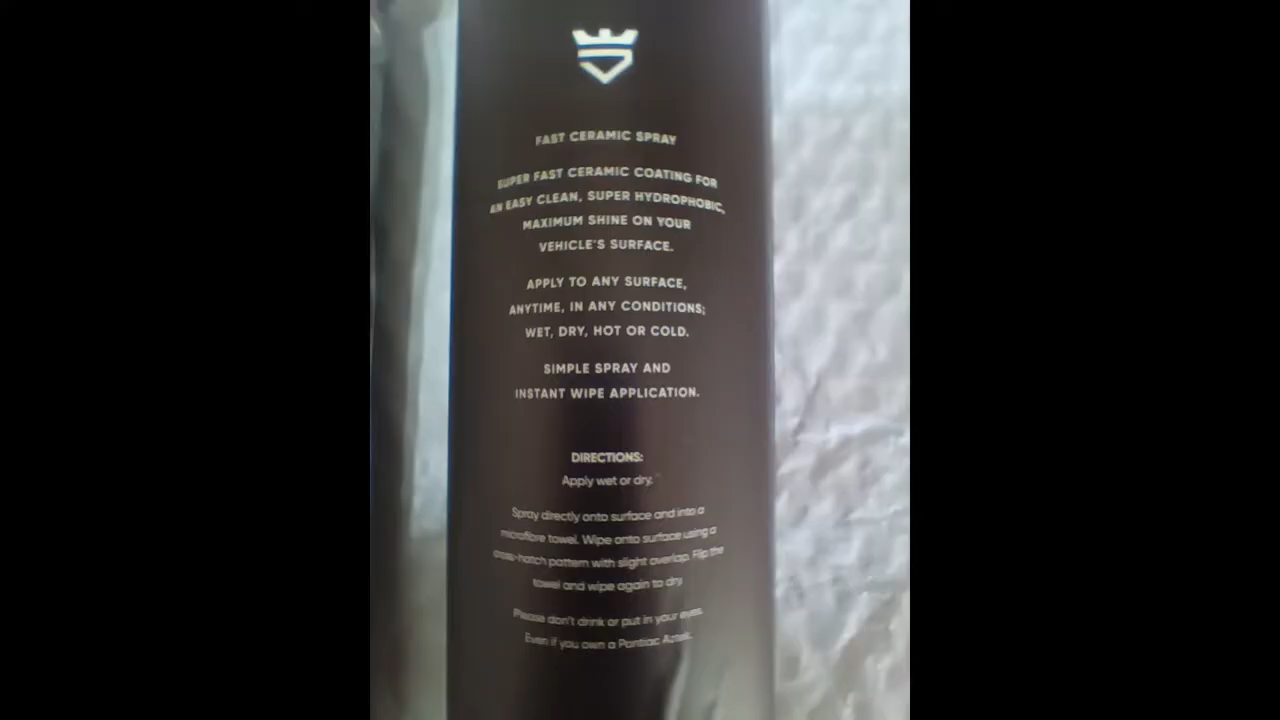 FAST CERAMIC SPRAY
SUPER FAST CERAMIC COATING FOR
AN EASY CLEAN, SUPER HYDROPHOBIC,
MAXIMUM SHINE ON YOUR
VEHICLE'S SURFACE.
APPLY TO ANY SURFACE,
ANYTIME, IN ANY CONDITIONS;
WET, DRY, HOT OR COLD.
SIMPLE SPRAY AND
INSTANT WIPE APPLICATION.
DIRECTIONS:
Apply wet or dry.
Spray directly onto surface and into a
microfibre towel. Wipe onto surface using a
cross-hatch pattern with slight overlap. Flip the
towel and wipe again to dry.
Please don't drink or put in your eyes.
Even if you own a Pontiac Aztek.